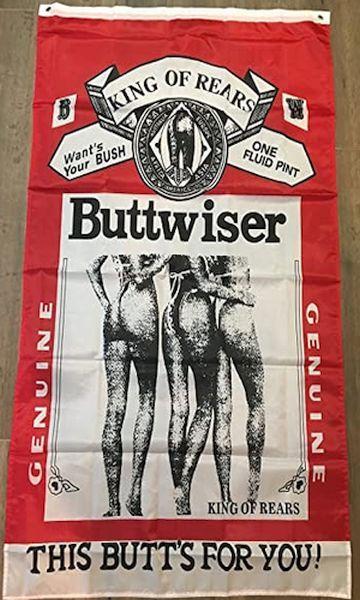 KING OF REARS
B
W
Want's
Your BUSH
ONE
FLUID PINT
Buttwiser
GENUINE
GENUINE
KING OF REARS
THIS BUTT'S FOR YOU!